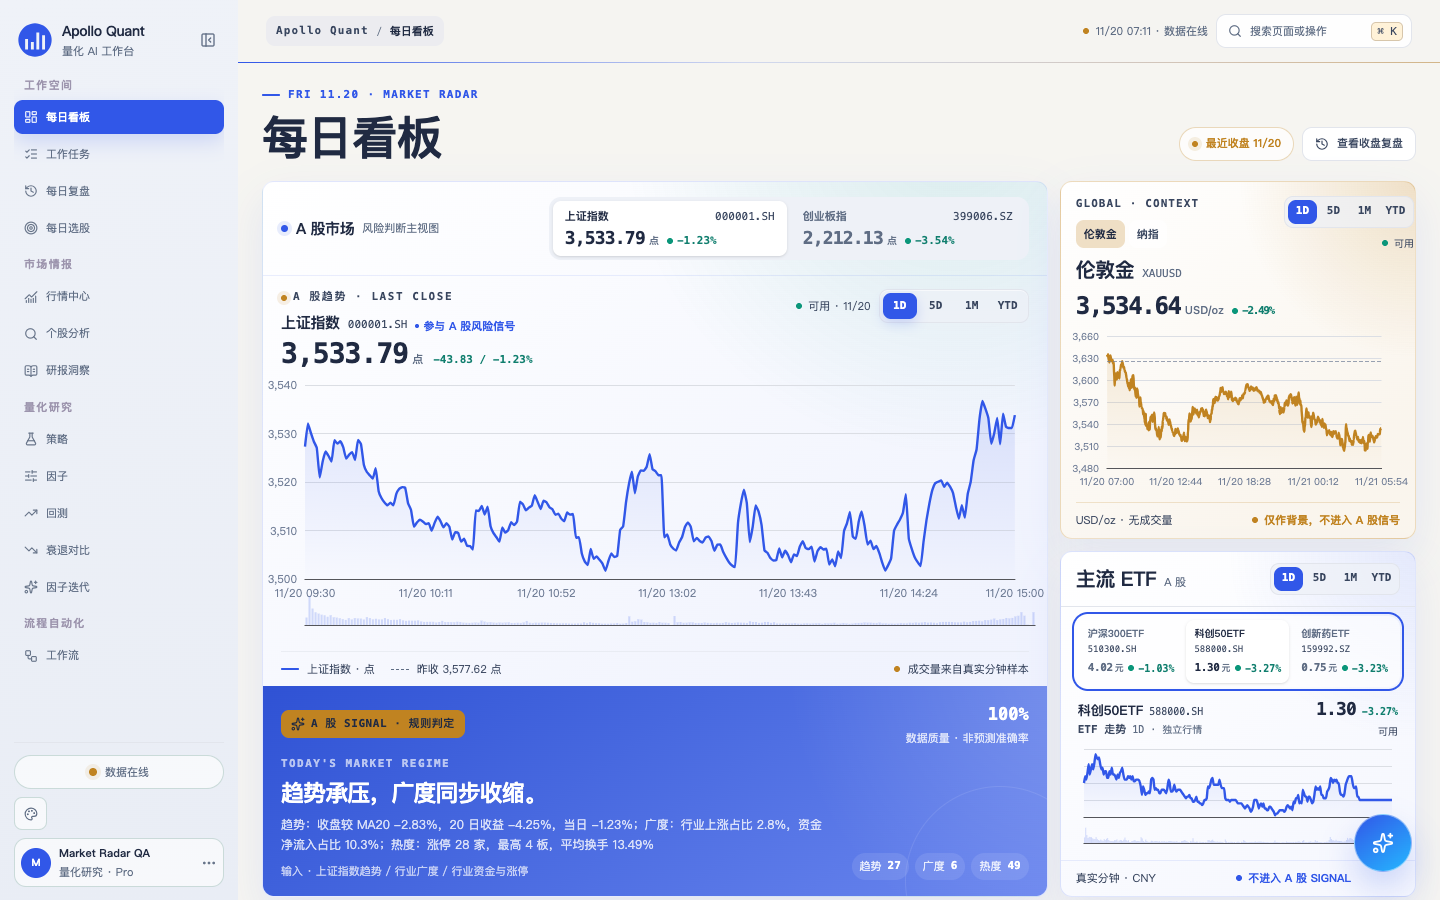 Apollo Quant
量化 AI 工作台
工作空间
每日看板
工作任务
每日复盘
每日选股
市场情报
行情中心
个股分析
研报洞察
量化研究
策略
因子
回测
衰退对比
因子迭代
流程自动化
工作流
数据在线
M
Market Radar QA
量化研究 · Pro
Apollo Quant / 每日看板
11/20 07:11 · 数据在线
搜索页面或操作
⌘ K
FRI 11.20 · MARKET RADAR
每日看板
最近收盘 11/20
查看收盘复盘
A 股市场 风险判断主视图
上证指数 000001.SH
3,533.79 点 −1.23%
创业板指 399006.SZ
2,212.13 点 −3.54%
A 股趋势 · LAST CLOSE
可用 · 11/20
1D 5D 1M YTD
上证指数 000001.SH 参与 A 股风险信号
3,533.79 点 −43.83 / −1.23%
3,540
3,530
3,520
3,510
3,500
11/20 09:30 11/20 10:11 11/20 10:52 11/20 13:02 11/20 13:43 11/20 14:24 11/20 15:00
上证指数 · 点 昨收 3,577.62 点
成交量来自真实分钟样本
A 股 SIGNAL · 规则判定
100%
数据质量 · 非预测准确率
TODAY'S MARKET REGIME
趋势承压，广度同步收缩。
趋势：收盘较 MA20 −2.83%，20 日收益 −4.25%，当日 −1.23%；广度：行业上涨占比 2.8%，资金
净流入占比 10.3%；热度：涨停 28 家，最高 4 板，平均换手 13.49%
输入 · 上证指数趋势 / 行业广度 / 行业资金与涨停
趋势 27 广度 6 热度 49
GLOBAL · CONTEXT
1D 5D 1M YTD
伦敦金 纳指
可用
伦敦金 XAUUSD
3,534.64 USD/oz −2.49%
3,660
3,630
3,600
3,570
3,540
3,510
3,480
11/20 07:00 11/20 12:44 11/20 18:28 11/21 00:12 11/21 05:54
USD/oz · 无成交量
仅作背景，不进入 A 股信号
主流 ETF A 股
1D 5D 1M YTD
沪深300ETF
510300.SH
4.02 元 −1.03%
科创50ETF
588000.SH
1.30 元 −3.27%
创新药ETF
159992.SZ
0.75 元 −3.23%
科创50ETF 588000.SH
1.30 −3.27%
ETF 走势 1D · 独立行情
可用
真实分钟 · CNY
不进入 A 股 SIGNAL